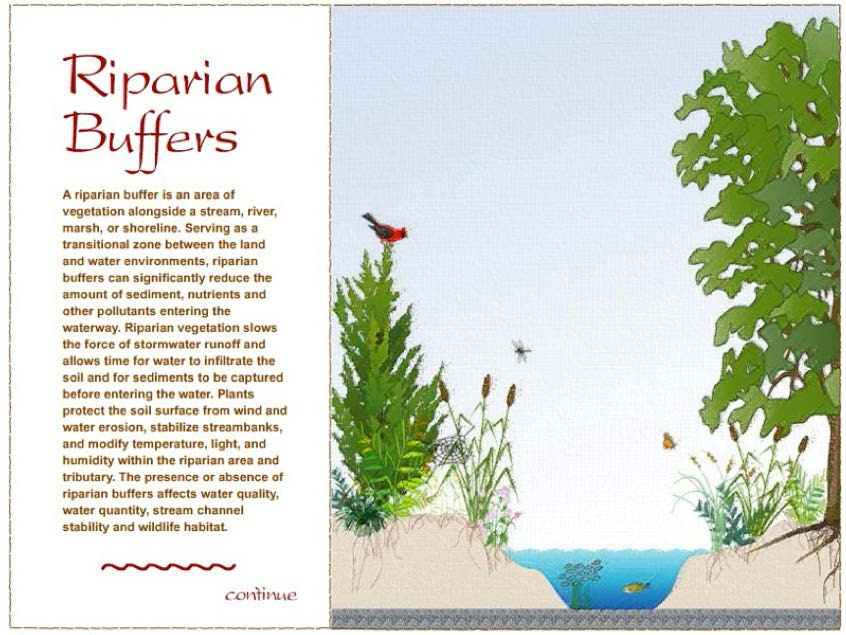 Riparian
Buffers
A riparian buffer is an area of
vegetation alongside a stream, river,
marsh, or shoreline. Serving as a
transitional zone between the land
and water environments, riparian
buffers can significantly reduce the
amount of sediment, nutrients and
other pollutants entering the
waterway. Riparian vegetation slows
the force of stormwater runoff and
allows time for water to infiltrate the
soil and for sediments to be captured
before entering the water. Plants
protect the soil surface from wind and
water erosion, stabilize streambanks,
and modify temperature, light, and
humidity within the riparian area and
tributary. The presence or absence of
riparian buffers affects water quality,
water quantity, stream channel
stability and wildlife habitat.
continue